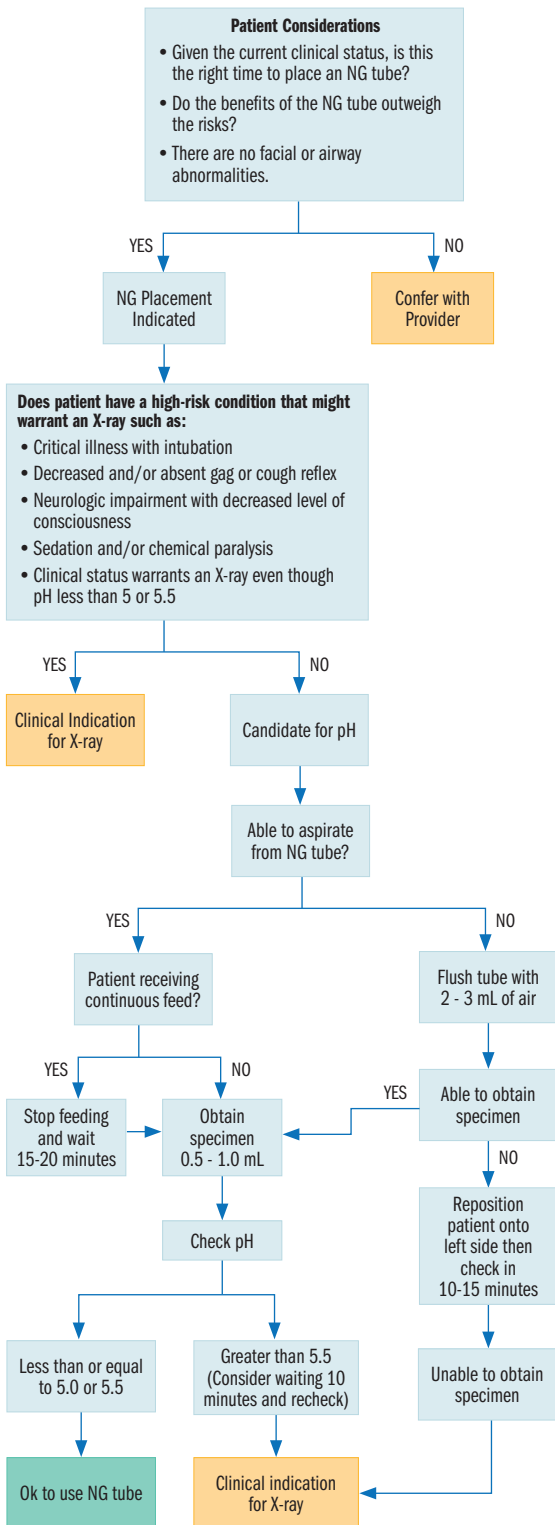 Patient Considerations
• Given the current clinical status, is this
the right time to place an NG tube?
• Do the benefits of the NG tube outweigh
the risks?
• There are no facial or airway
abnormalities.
YES
NO
NG Placement
Indicated
Confer with
Provider
Does patient have a high-risk condition that might
warrant an X-ray such as:
• Critical illness with intubation
• Decreased and/or absent gag or cough reflex
• Neurologic impairment with decreased level of
consciousness
• Sedation and/or chemical paralysis
• Clinical status warrants an X-ray even though
pH less than 5 or 5.5
YES
NO
Clinical Indication
for X-ray
Candidate for pH
Able to aspirate
from NG tube?
YES
NO
Patient receiving
continuous feed?
Flush tube with
2 - 3 mL of air
YES
NO
YES
Stop feeding
and wait
15-20 minutes
Obtain
specimen
0.5 - 1.0 mL
Able to obtain
specimen
NO
Check pH
Reposition
patient onto
left side then
check in
10-15 minutes
Less than or equal
to 5.0 or 5.5
Greater than 5.5
(Consider waiting 10
minutes and recheck)
Unable to obtain
specimen
Ok to use NG tube
Clinical indication
for X-ray